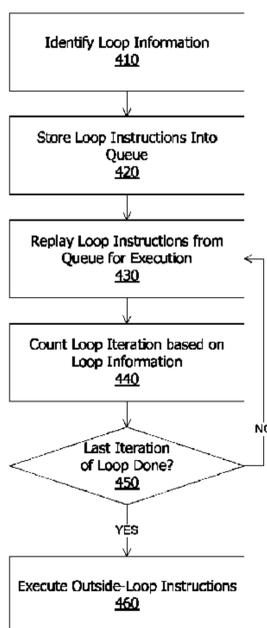 Identify Loop Information
410
Store Loop Instructions Into
Queue
420
Replay Loop Instructions from
Queue for Execution
430
Count Loop Iteration based on
Loop Information
440
Last Iteration
of Loop Done?
450
NO
YES
Execute Outside-Loop Instructions
460